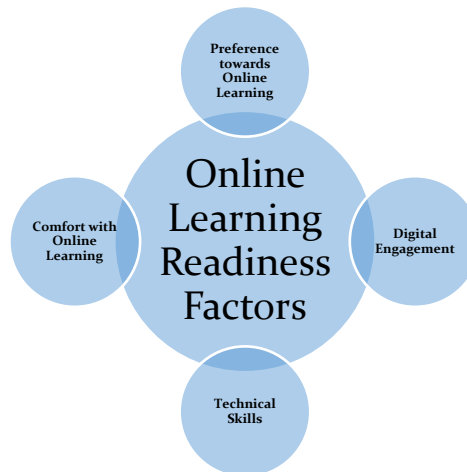 Preference
towards
Online
Learning
Online
Learning
Readiness
Factors
Comfort with
Online
Learning
Digital
Engagement
Technical
Skills